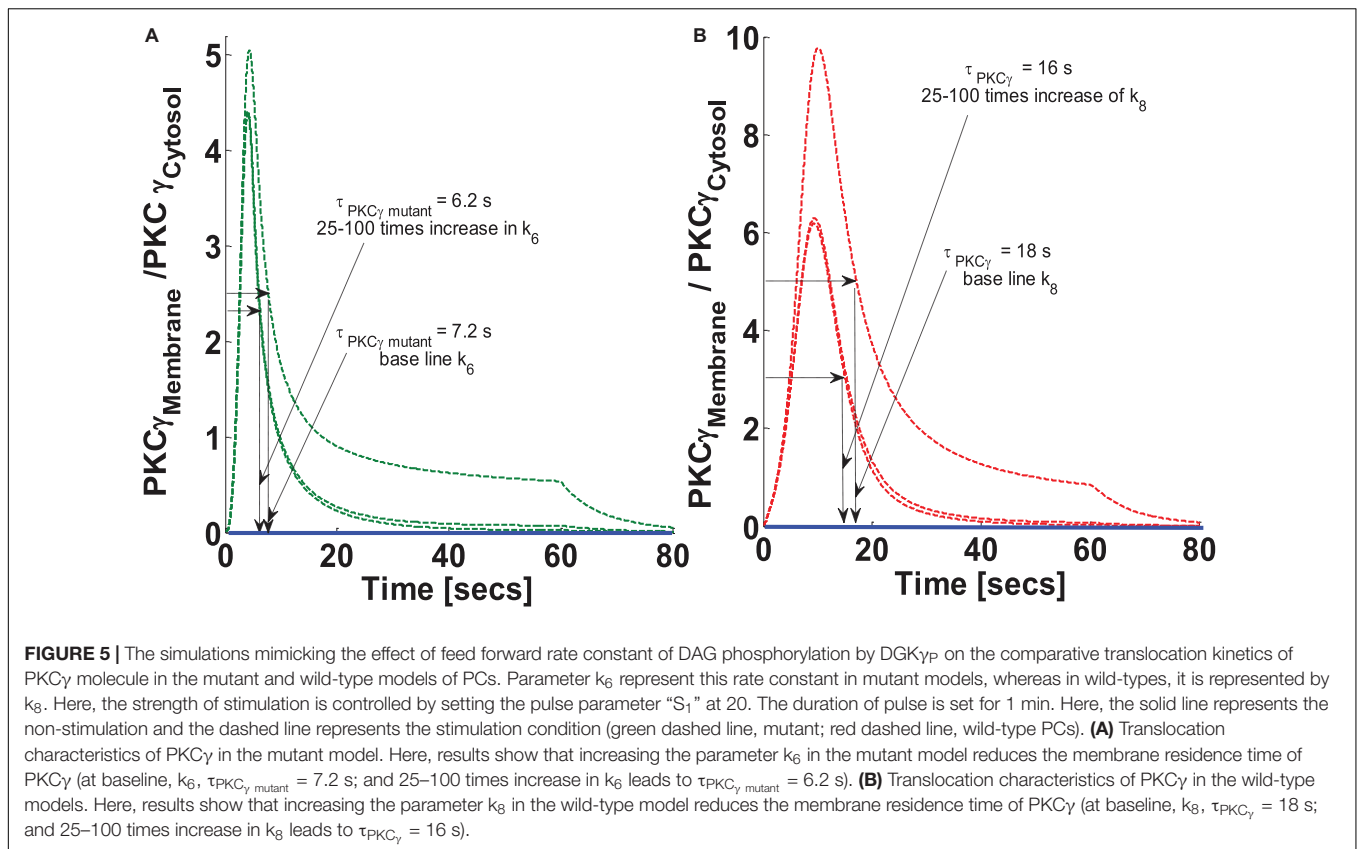 A
5
4
3
2
1
0
0 20 40 60 80
PKCγMembrane /PKC γCytosol
Time [secs]
τ PKCγ mutant = 6.2 s
25-100 times increase in k6
τ PKCγ mutant = 7.2 s
base line k6
B
10
8
6
4
2
0
0 20 40 60 80
PKCγMembrane / PKCγCytosol
Time [secs]
τ PKCγ = 16 s
25-100 times increase of k8
τ PKCγ = 18 s
base line k8
FIGURE 5 | The simulations mimicking the effect of feed forward rate constant of DAG phosphorylation by DGKγP on the comparative translocation kinetics of
PKCγ molecule in the mutant and wild-type models of PCs. Parameter k6 represent this rate constant in mutant models, whereas in wild-types, it is represented by
k8. Here, the strength of stimulation is controlled by setting the pulse parameter “S1” at 20. The duration of pulse is set for 1 min. Here, the solid line represents the
non-stimulation and the dashed line represents the stimulation condition (green dashed line, mutant; red dashed line, wild-type PCs). (A) Translocation
characteristics of PKCγ in the mutant model. Here, results show that increasing the parameter k6 in the mutant model reduces the membrane residence time of
PKCγ (at baseline, k6, τPKCγ mutant = 7.2 s; and 25–100 times increase in k6 leads to τPKCγ mutant = 6.2 s). (B) Translocation characteristics of PKCγ in the wild-type
models. Here, results show that increasing the parameter k8 in the wild-type model reduces the membrane residence time of PKCγ (at baseline, k8, τPKCγ = 18 s;
and 25–100 times increase in k8 leads to τPKCγ = 16 s).